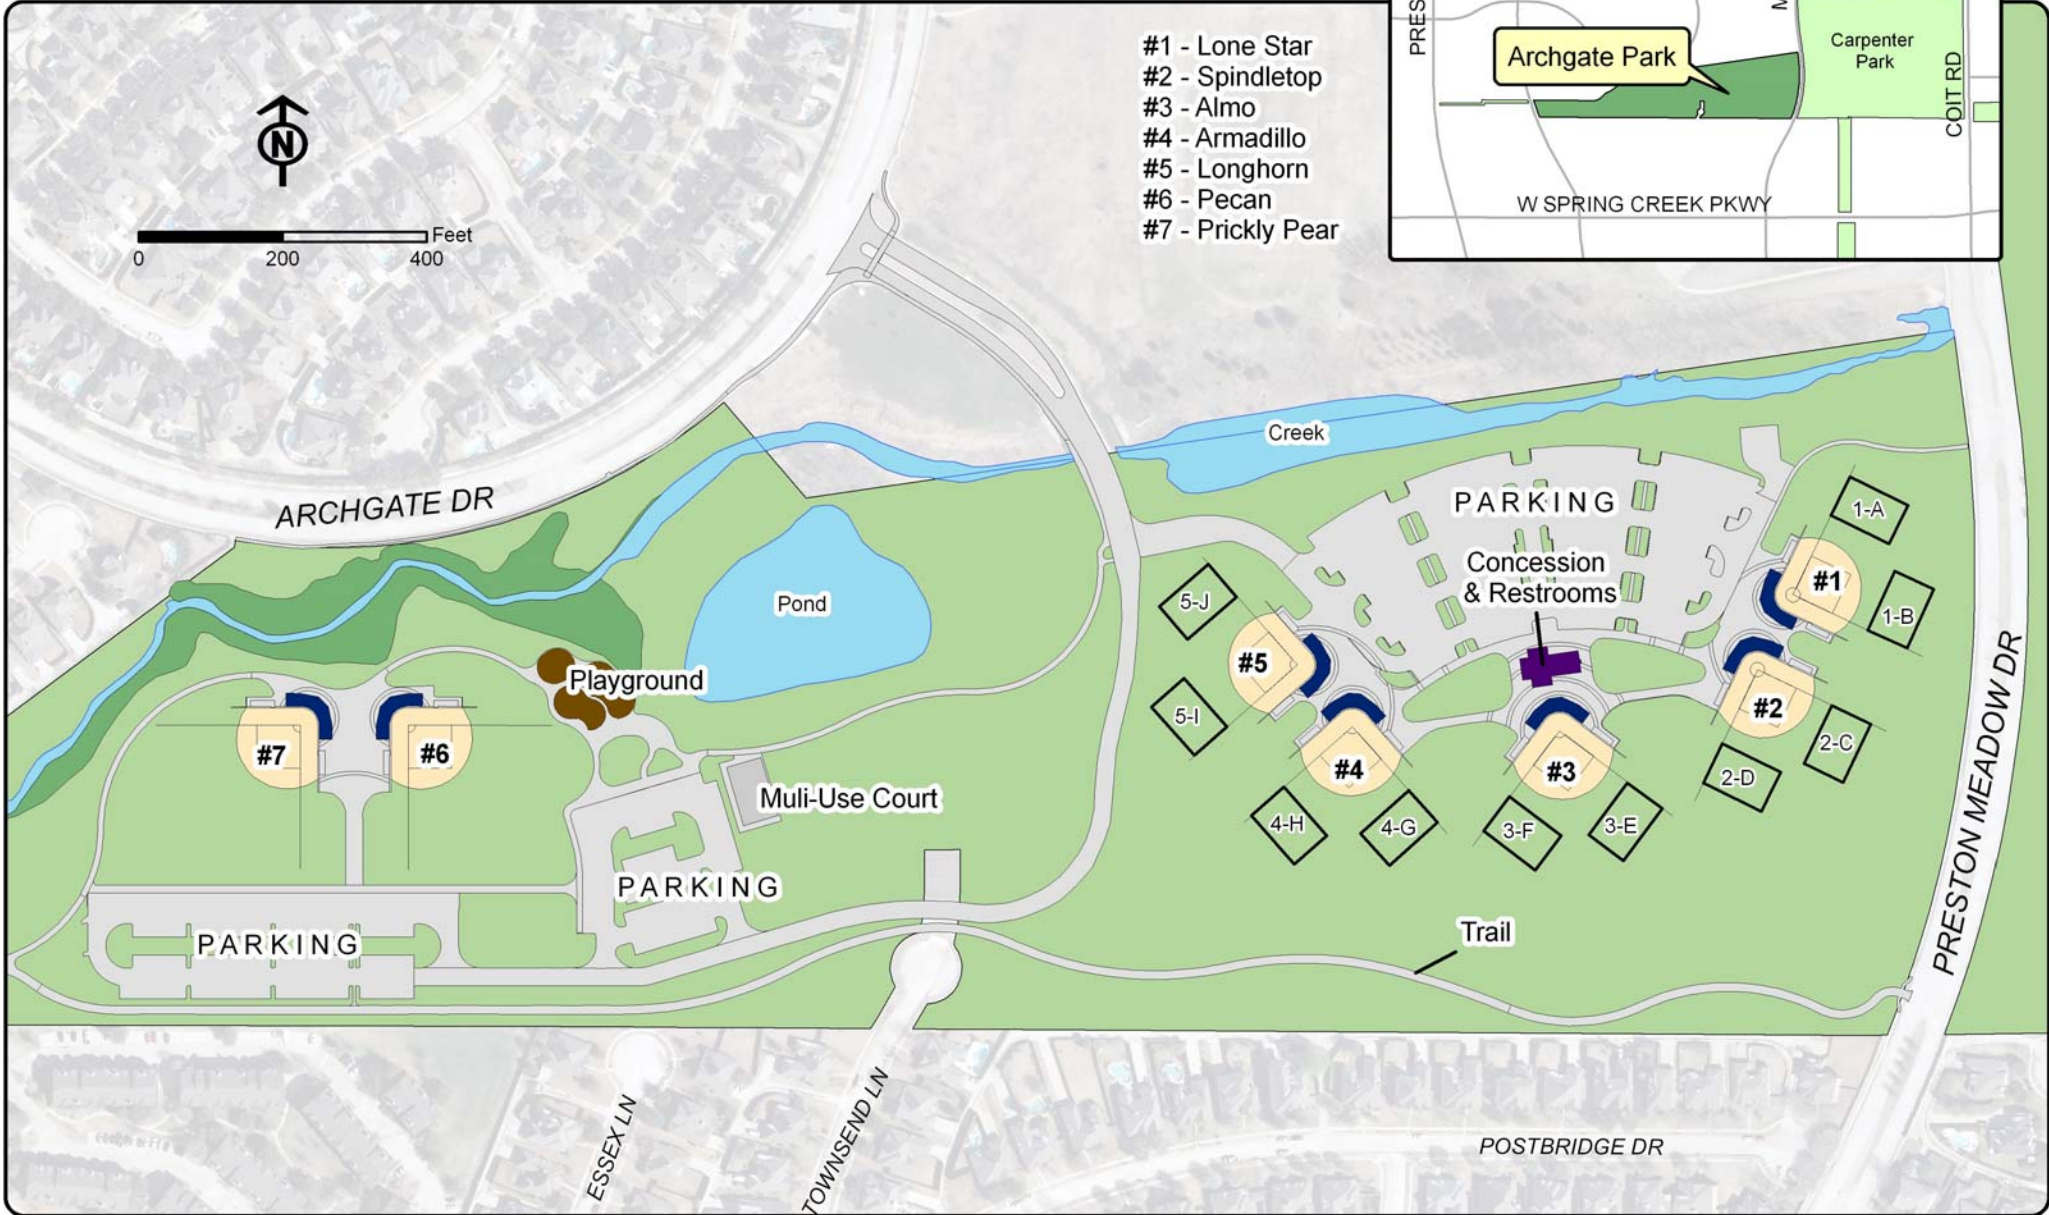 #1 - Lone Star
#2 - Spindletop
#3 - Almo
#4 - Armadillo
#5 - Longhorn
#6 - Pecan
#7 - Prickly Pear
PRES
M
Archgate Park
Carpenter
Park
COIT RD
W SPRING CREEK PKWY
N
Feet
0
200
400
ARCHGATE DR
Creek
PARKING
Concession
& Restrooms
1-A
#1
1-B
Pond
5-J
#5
5-I
#2
2-C
2-D
Playground
#7
#6
#4
#3
4-H
4-G
3-F
3-E
Muli-Use Court
PARKING
PARKING
Trail
PRESTON MEADOW DR
ESSEX LN
TOWNSEND LN
POSTBRIDGE DR